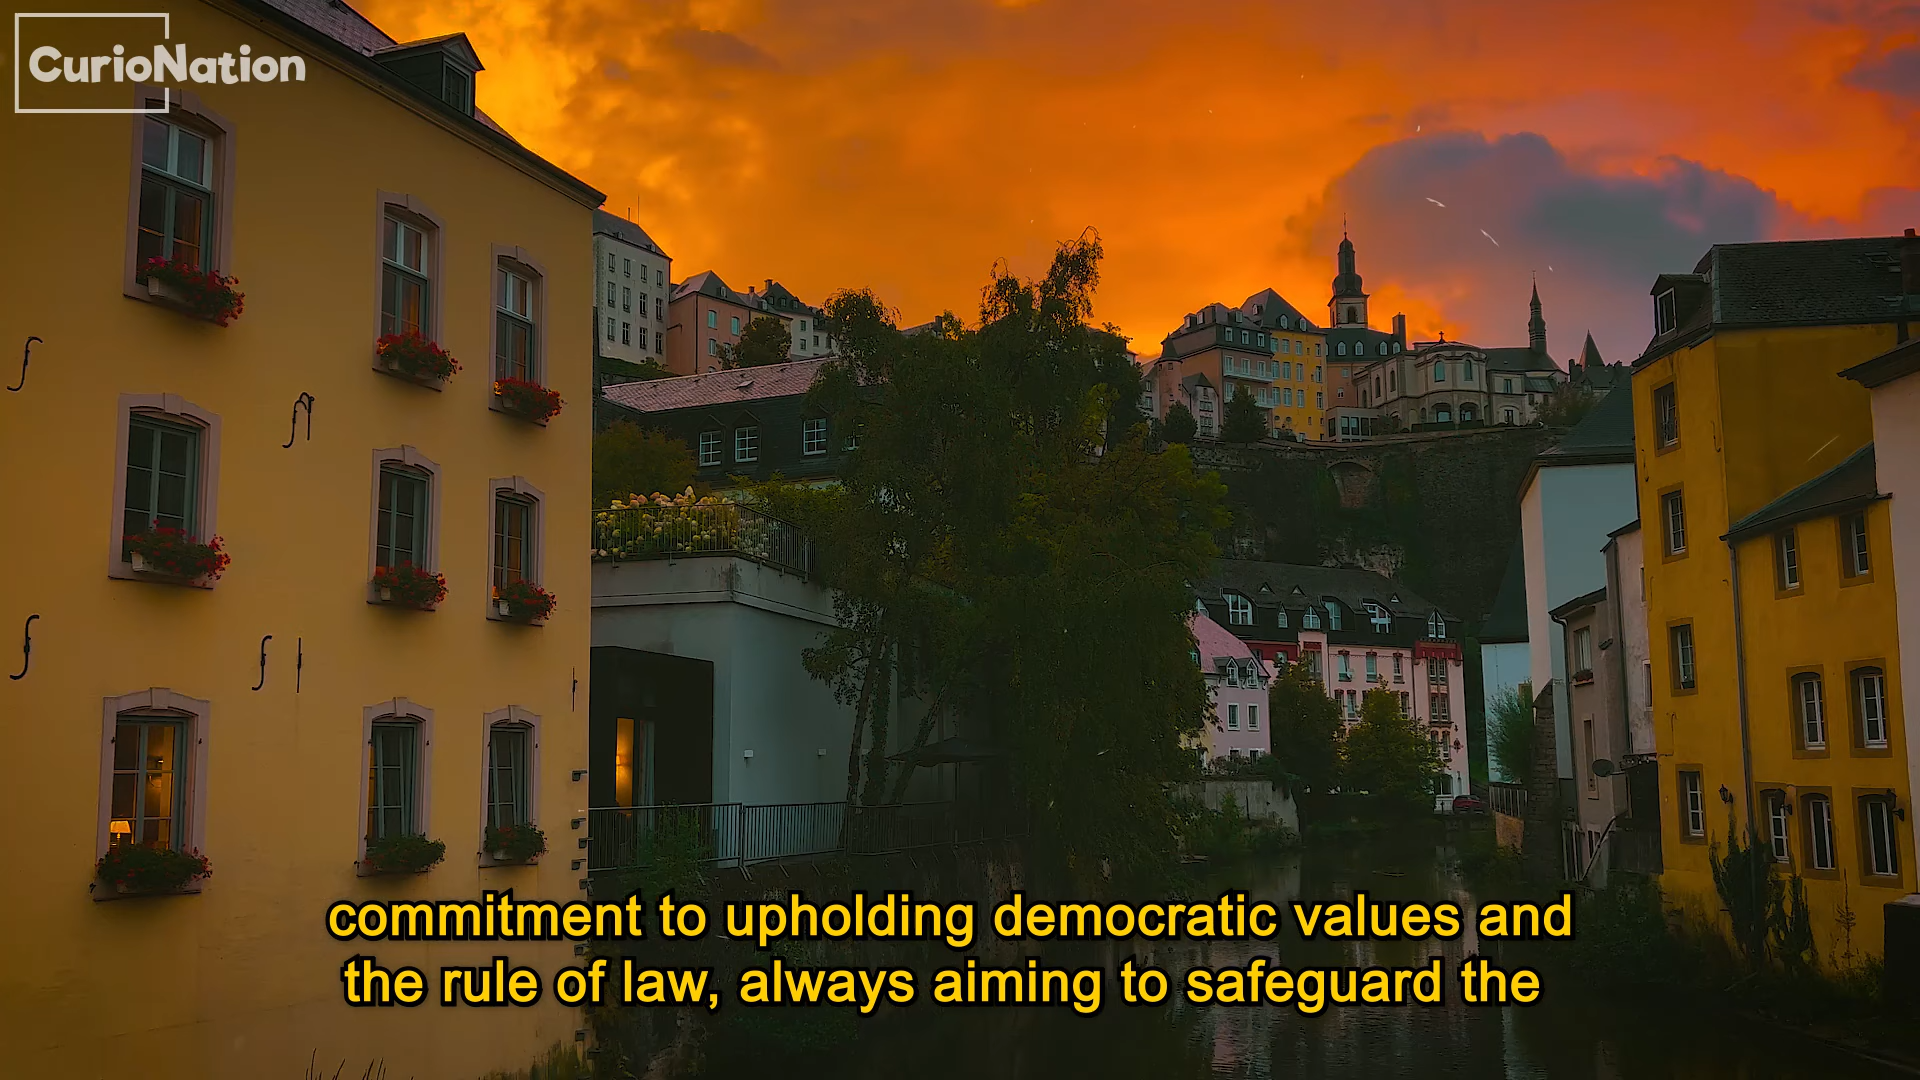 CurioNation
commitment to upholding democratic values and
the rule of law, always aiming to safeguard the